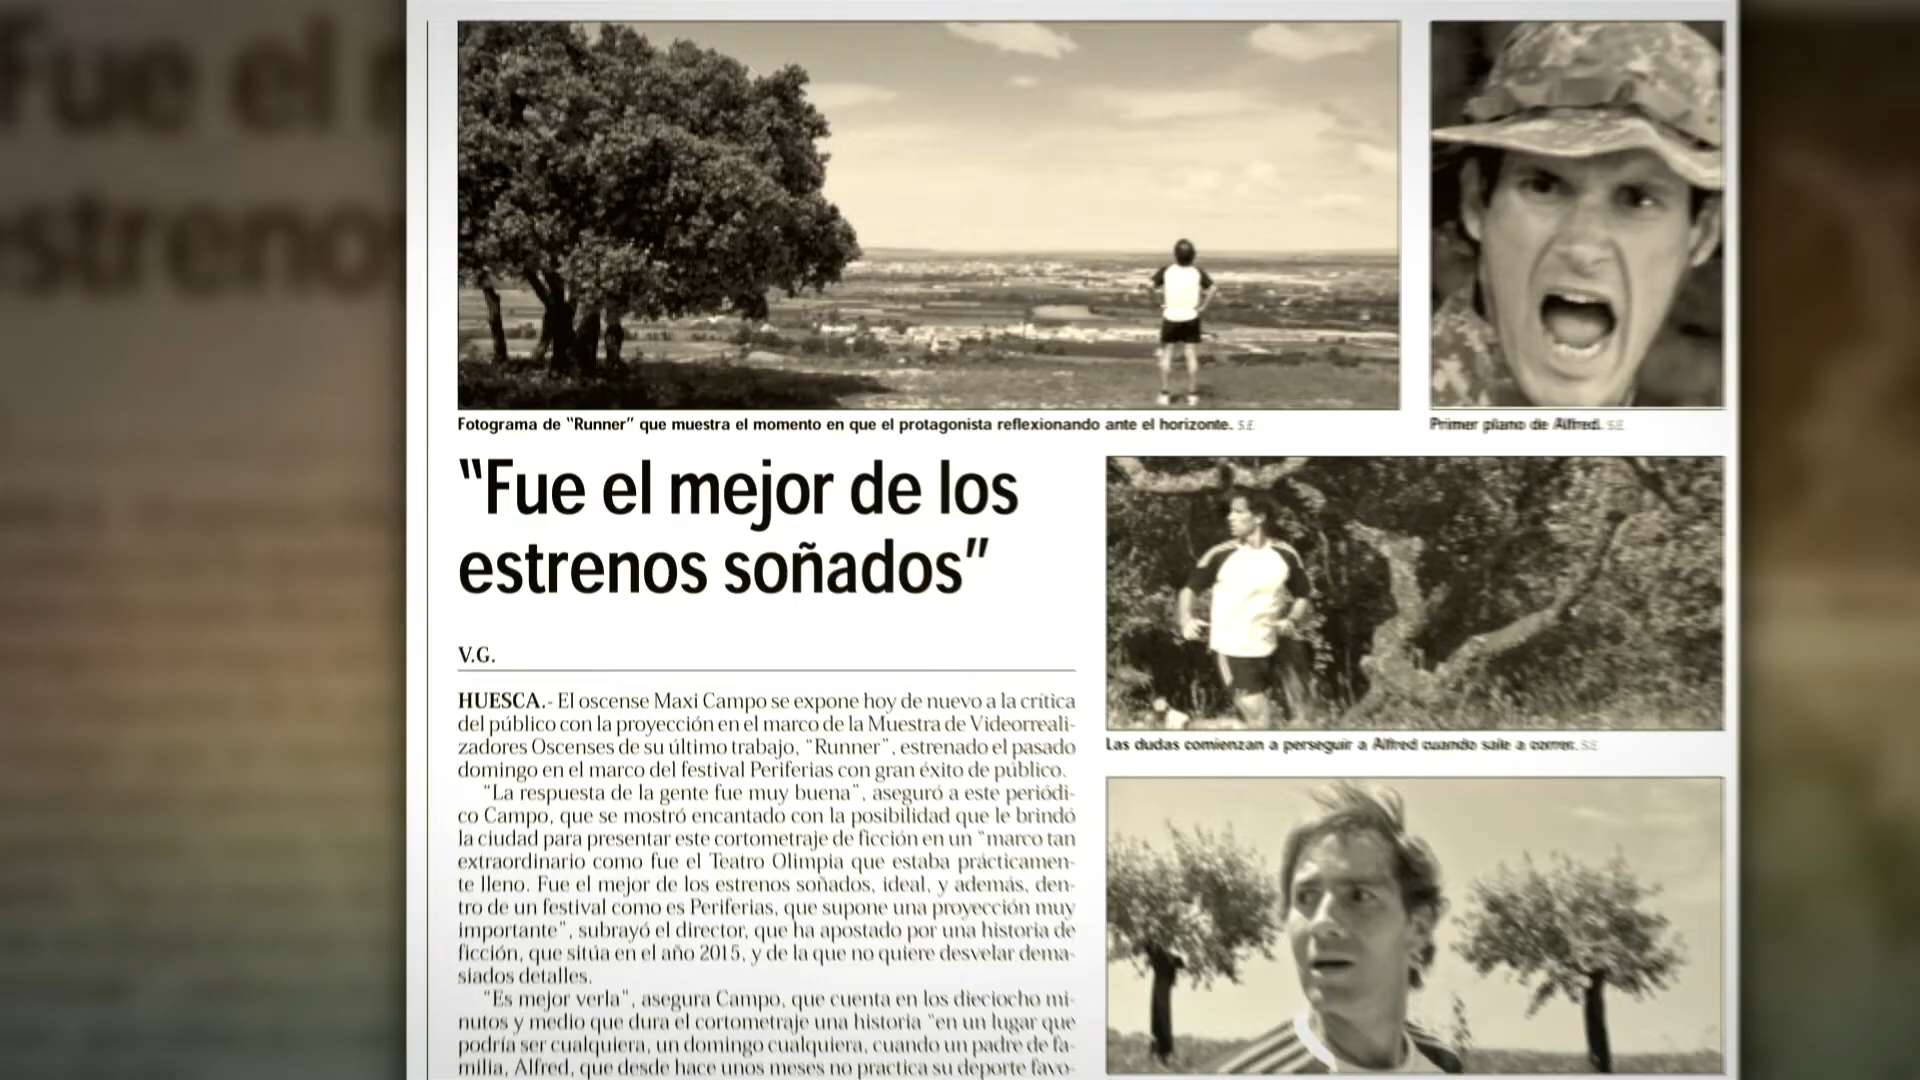 Fue el
estreno
Fotograma de “Runner” que muestra el momento en que el protagonista reflexionando ante el horizonte. S.E.
Primer plano de Alfred. S.E.
“Fue el mejor de los
estrenos soñados”
V.G.
HUESCA.- El oscense Maxi Campo se expone hoy de nuevo a la crítica
del público con la proyección en el marco de la Muestra de Videorreali-
zadores Oscenses de su último trabajo, “Runner”, estrenado el pasado
domingo en el marco del festival Periferias con gran éxito de público.
“La respuesta de la gente fue muy buena”, aseguró a este periódi-
co Campo, que se mostró encantado con la posibilidad que le brindó
la ciudad para presentar este cortometraje de ficción en un “marco tan
extraordinario como fue el Teatro Olimpia que estaba prácticamen-
te lleno. Fue el mejor de los estrenos soñados, ideal, y además, den-
tro de un festival como es Periferias, que supone una proyección muy
importante”, subrayó el director, que ha apostado por una historia de
ficción, que sitúa en el año 2015, y de la que no quiere desvelar dema-
siados detalles.
“Es mejor verla”, asegura Campo, que cuenta en los dieciocho mi-
nutos y medio que dura el cortometraje una historia “en un lugar que
podría ser cualquiera, un domingo cualquiera, cuando un padre de fa-
milia, Alfred, que desde hace unos meses no practica su deporte favo-
Las dudas comienzan a perseguir a Alfred cuando sale a correr. S.E.